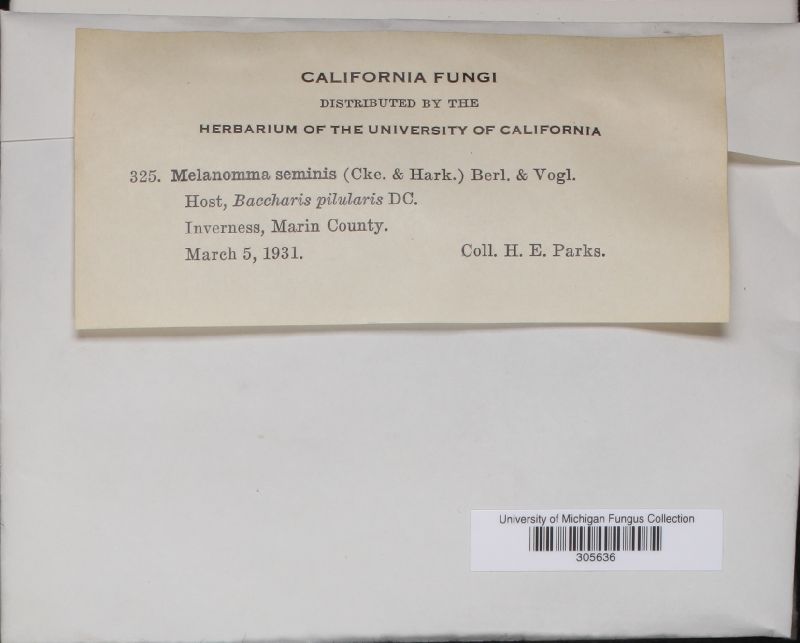 CALIFORNIA FUNGI
DISTRIBUTED BY THE
HERBARIUM OF THE UNIVERSITY OF CALIFORNIA
325. Melanomma seminis (Cke. & Hark.) Berl. & Vogl.
Host, Baccharis pilularis DC.
Inverness, Marin County.
March 5, 1931. Coll. H. E. Parks.
University of Michigan Fungus Collection
305636